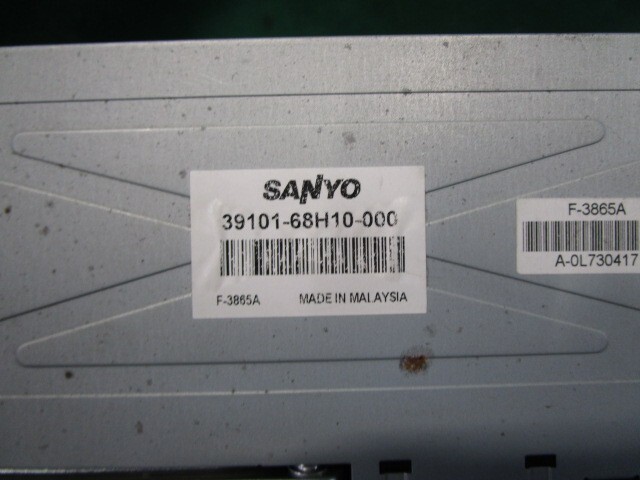 SANYO
39101-68H10-000
F-3865A MADE IN MALAYSIA
F-3865A
A-0L730417